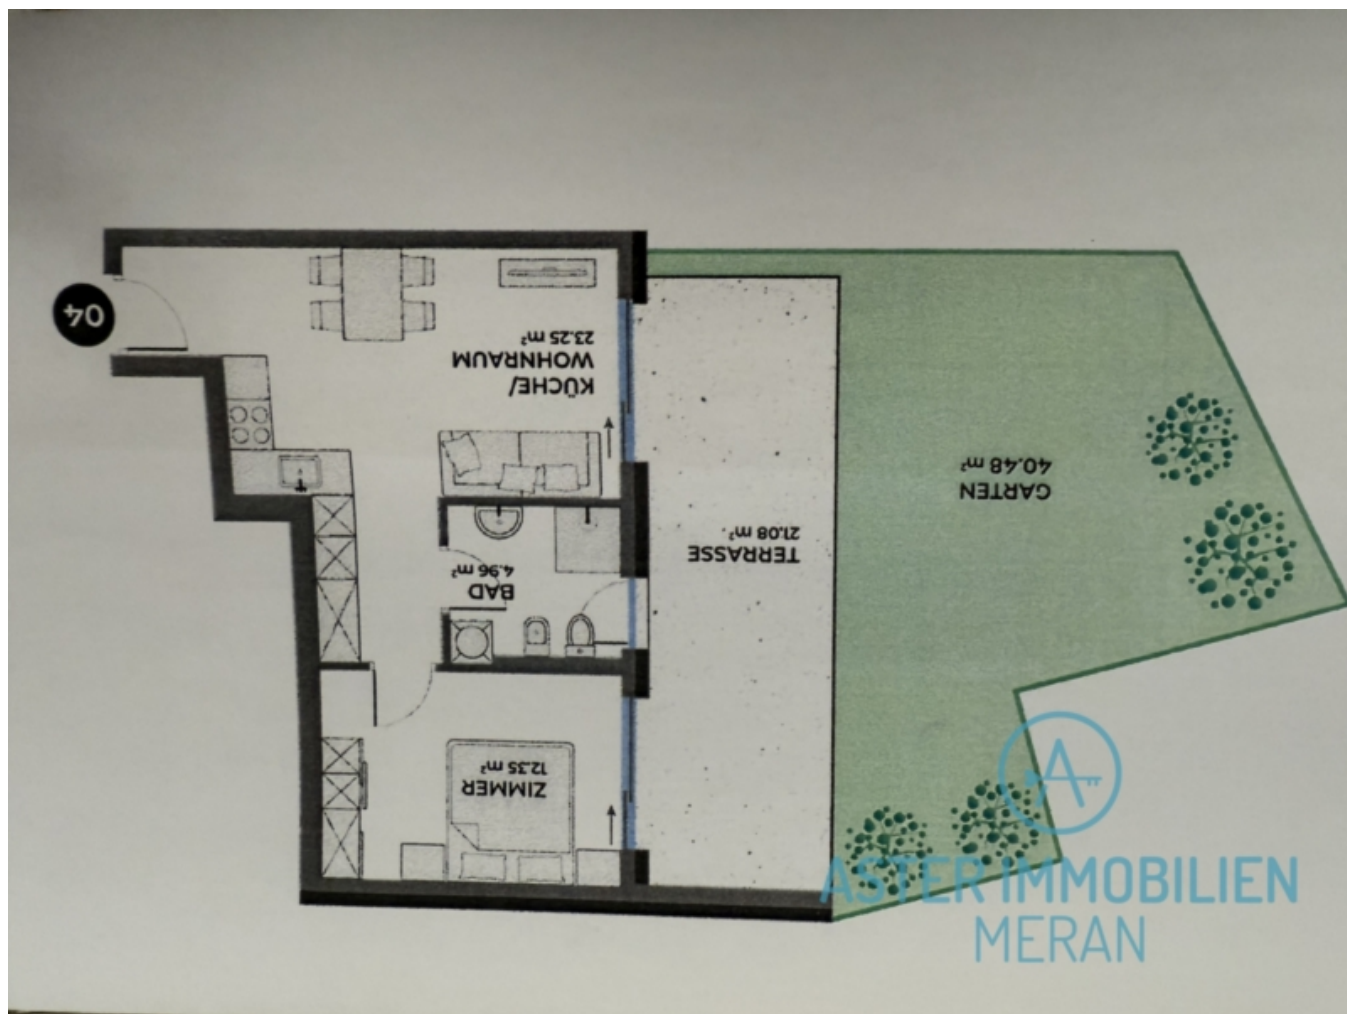 04
KÜCHE/
WOHNRAUM
23.25 m²
BAD
4.96 m²
ZIMMER
12.35 m²
TERRASSE
21.08 m²
GARTEN
40.48 m²
A
ASTER IMMOBILIEN
MERAN